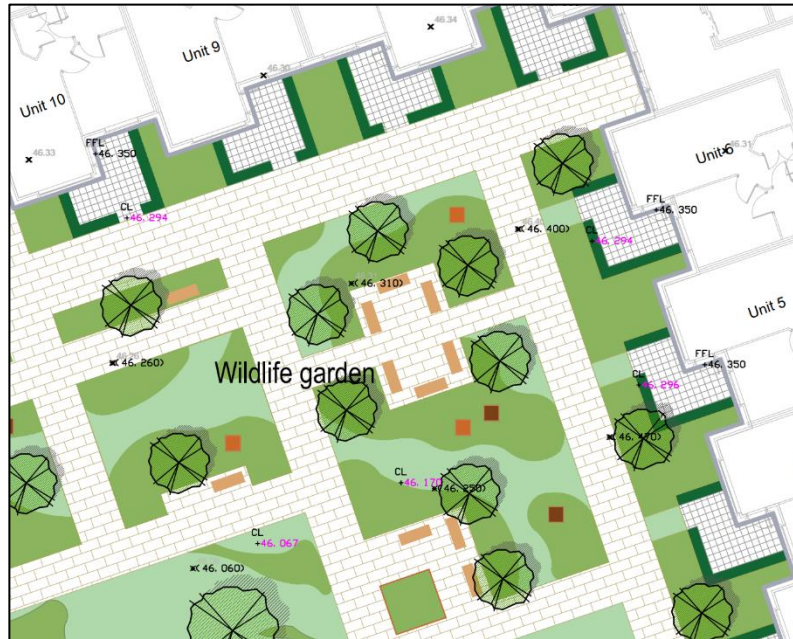 46.34
Unit 9
46.30
Unit 10
FFL
+46. 350
46.33
46.31
Unit 6
CL
+46. 294
FFL
+46. 350
(46. 400)
CL
+46. 294
(46. 310)
Unit 5
(46. 260)
Wildlife garden
FFL
+46. 350
CL
+46. 296
(46. 470)
CL
+46. 170
(46. 250)
CL
+46. 067
(46. 060)